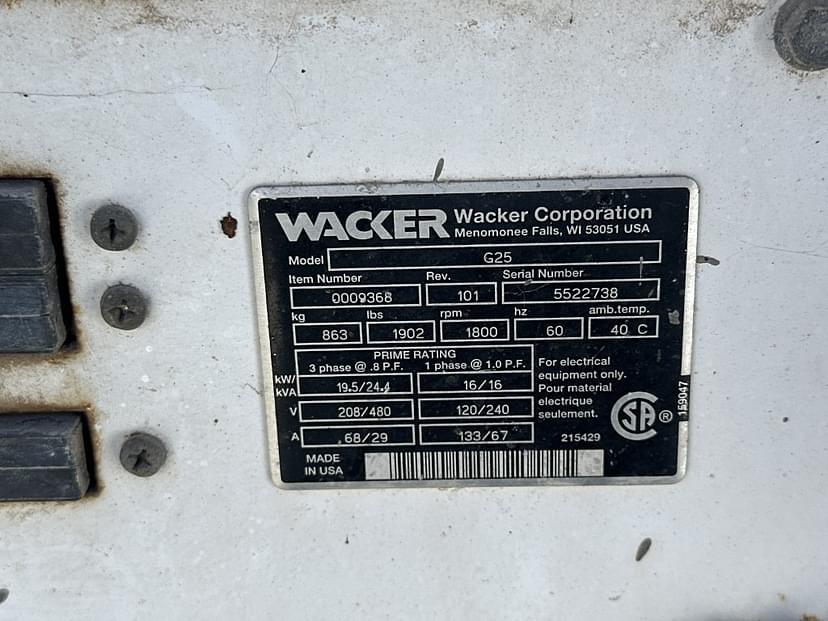 WACKER Wacker Corporation
Menomonee Falls, WI 53051 USA
Model G25
Item Number Rev. Serial Number
0009368 101 5522738
kg lbs rpm hz amb.temp.
863 1902 1800 60 40 C
PRIME RATING
3 phase @ .8 P.F. 1 phase @ 1.0 P.F.
kW/kVA 19.5/24.4 16/16
V 208/480 120/240
A 68/29 133/67
For electrical
equipment only.
Pour material
electrique
seulement.
CSA ®
215429
159047
MADE
IN USA